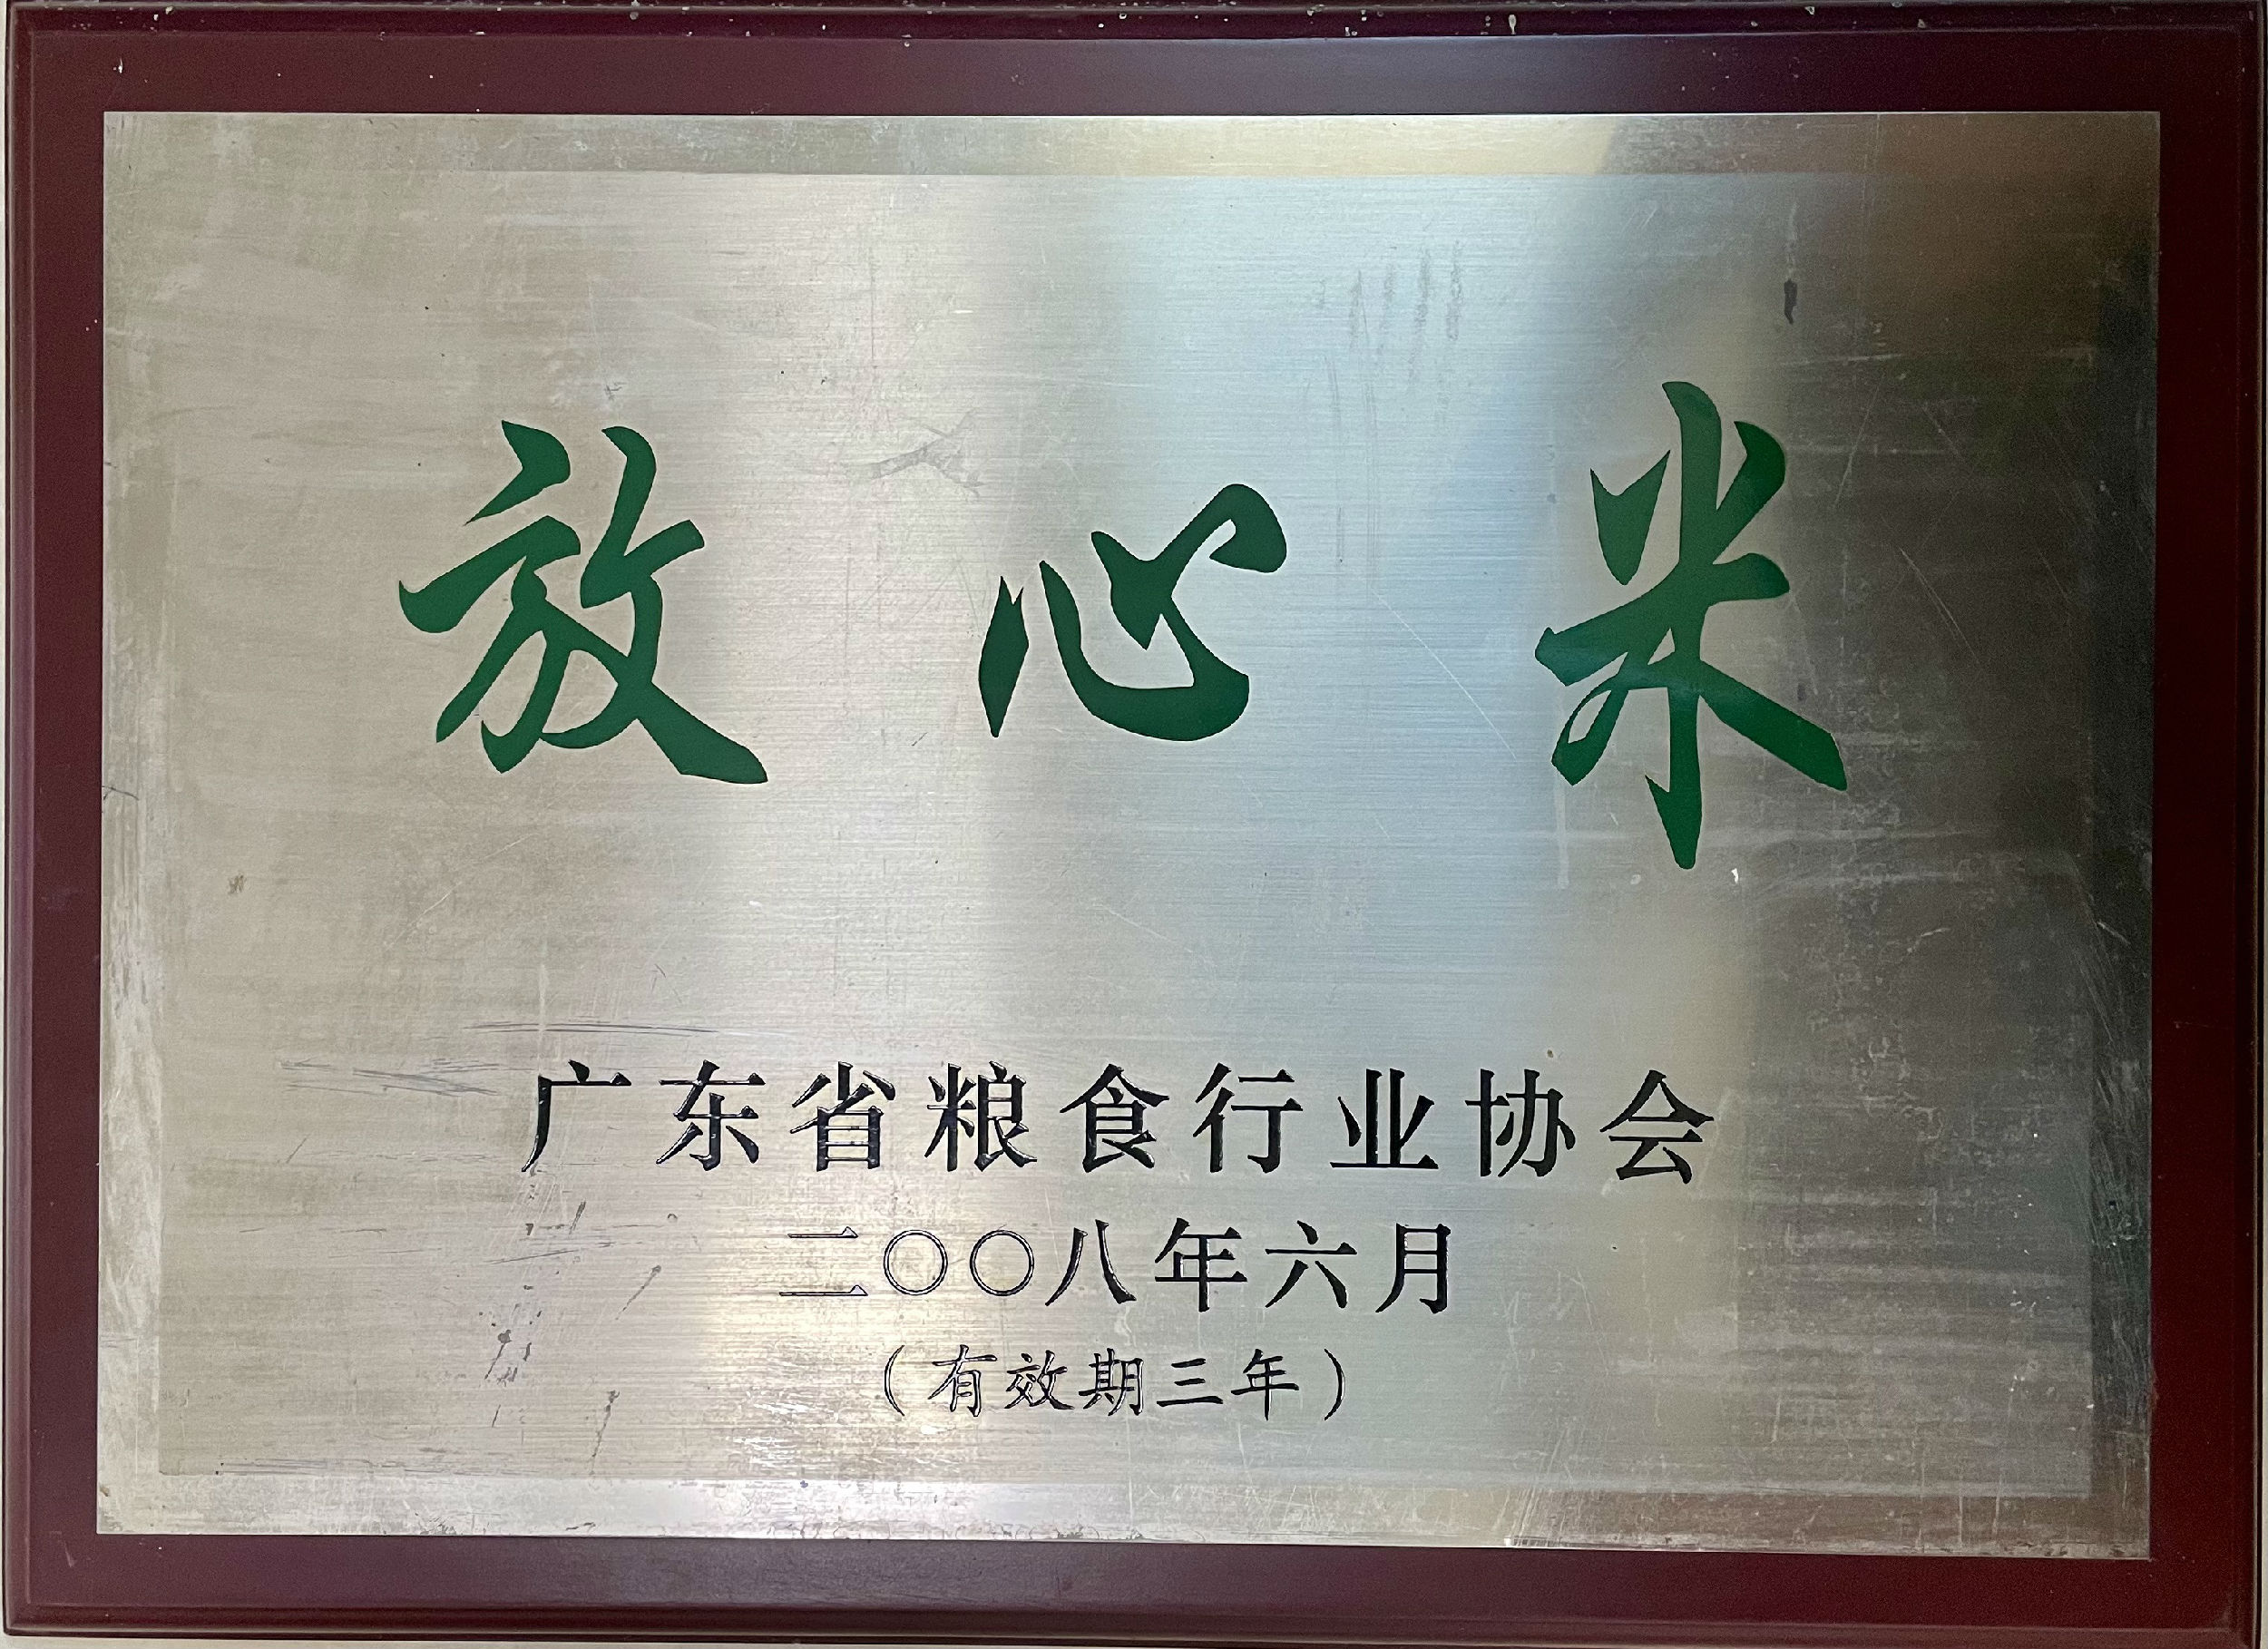 放心米
广东省粮食行业协会
二〇〇八年六月
（有效期三年）